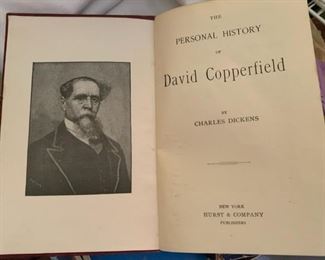 THE
PERSONAL HISTORY
OF
David Copperfield
BY
CHARLES DICKENS
NEW YORK
HURST & COMPANY
PUBLISHERS